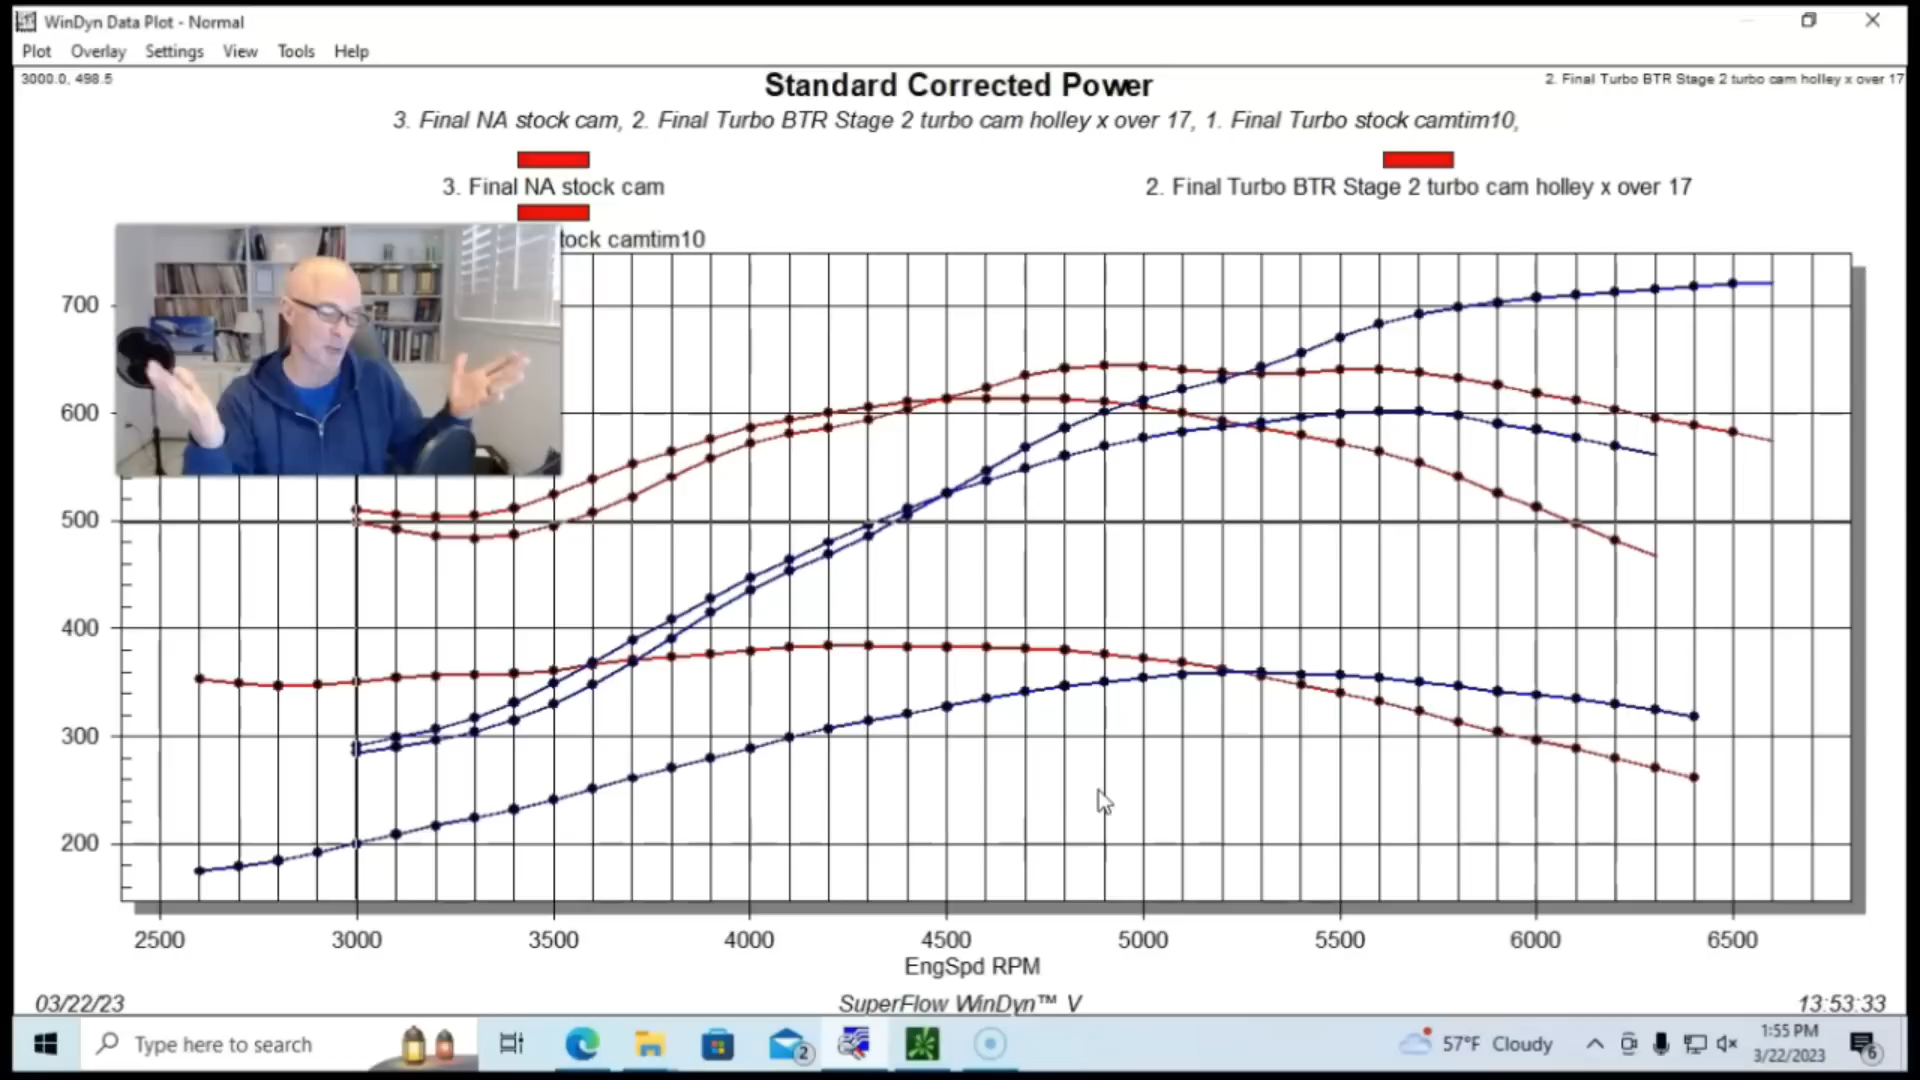 WinDyn Data Plot - Normal
Plot Overlay Settings View Tools Help
3000.0, 498.5
Standard Corrected Power
2. Final Turbo BTR Stage 2 turbo cam holley x over 17
3. Final NA stock cam, 2. Final Turbo BTR Stage 2 turbo cam holley x over 17, 1. Final Turbo stock camtim10,
3. Final NA stock cam
2. Final Turbo BTR Stage 2 turbo cam holley x over 17
tock camtim10
700
600
500
400
300
200
2500 3000 3500 4000 4500 5000 5500 6000 6500
EngSpd RPM
03/22/23
SuperFlow WinDyn™ V
13:53:33
Type here to search
2
57°F Cloudy
1:55 PM
3/22/2023
6